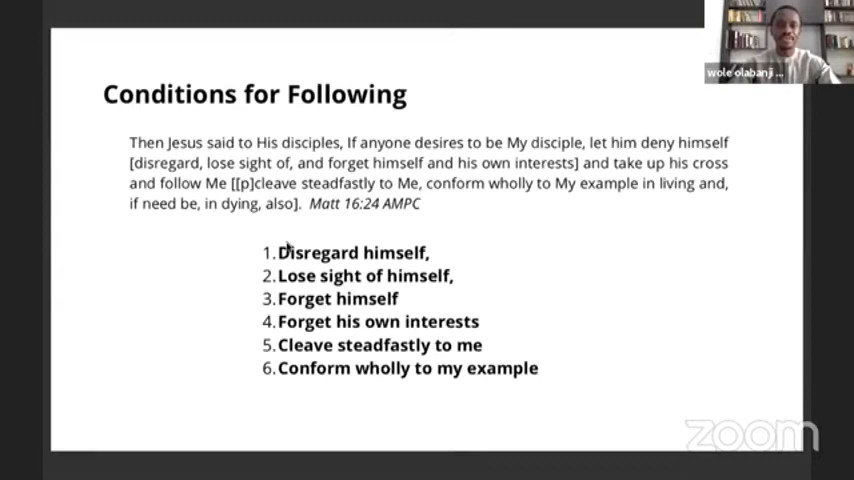 wole olabanji ...
Conditions for Following
Then Jesus said to His disciples, If anyone desires to be My disciple, let him deny himself
[disregard, lose sight of, and forget himself and his own interests] and take up his cross
and follow Me [[p]cleave steadfastly to Me, conform wholly to My example in living and,
if need be, in dying, also]. Matt 16:24 AMPC
1. Disregard himself,
2. Lose sight of himself,
3. Forget himself
4. Forget his own interests
5. Cleave steadfastly to me
6. Conform wholly to my example
zoom